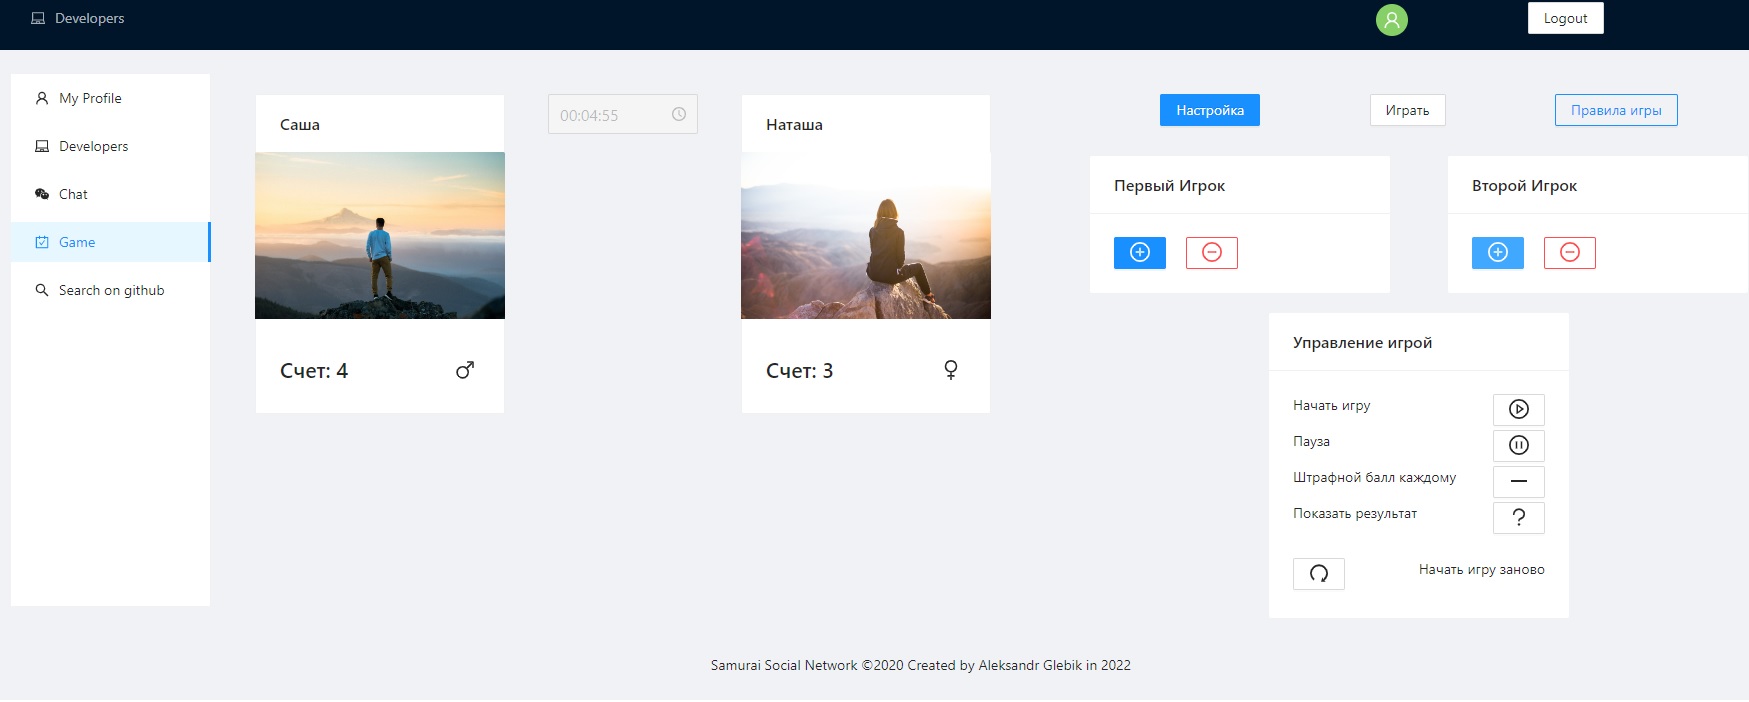 Developers
Logout
My Profile
Developers
Chat
Game
Search on github
Саша
00:04:55
Наташа
Счет: 4
Счет: 3
Настройка
Играть
Правила игры
Первый Игрок
Второй Игрок
Управление игрой
Начать игру
Пауза
Штрафной балл каждому
Показать результат
Начать игру заново
Samurai Social Network ©2020 Created by Aleksandr Glebik in 2022